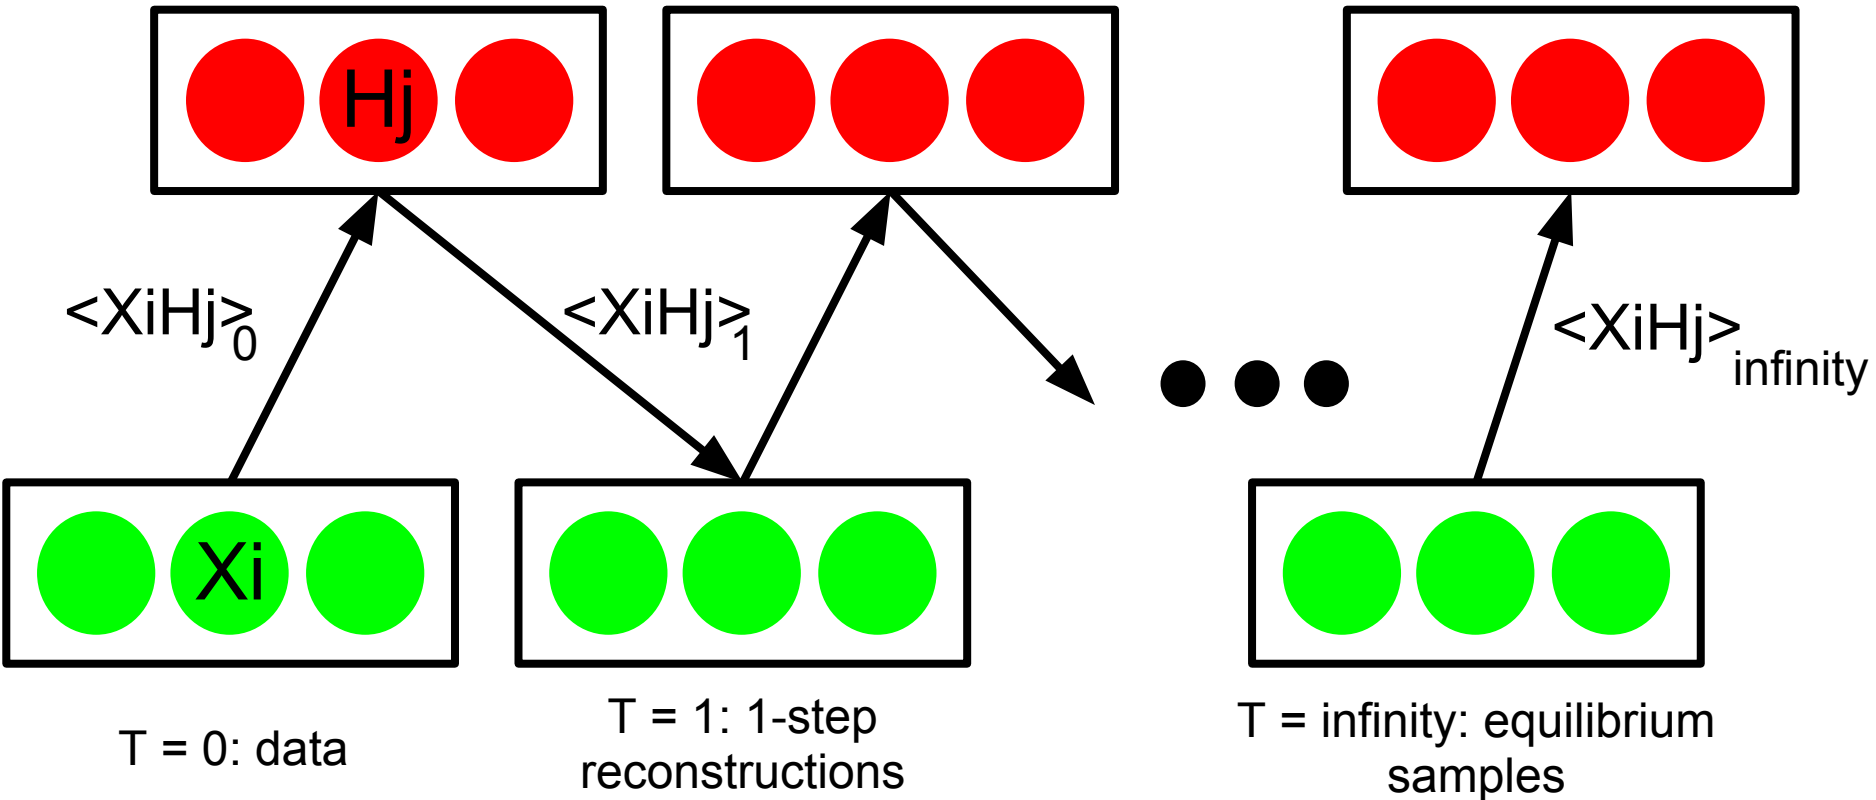 Hj
<XiHj>0
<XiHj>1
<XiHj>infinity
Xi
T = 0: data
T = 1: 1-step
reconstructions
T = infinity: equilibrium
samples